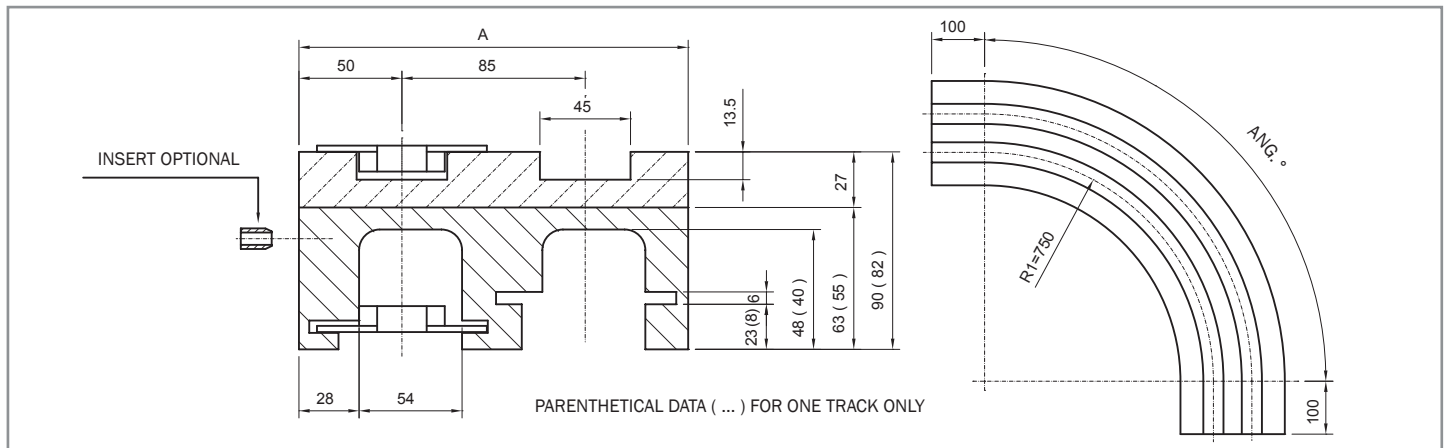 A
50
85
45
13.5
INSERT OPTIONAL
27
6
23 (8)
48 ( 40 )
63 ( 55 )
90 ( 82 )
28
54
PARENTHETICAL DATA ( ... ) FOR ONE TRACK ONLY
100
ANG. °
R1=750
100